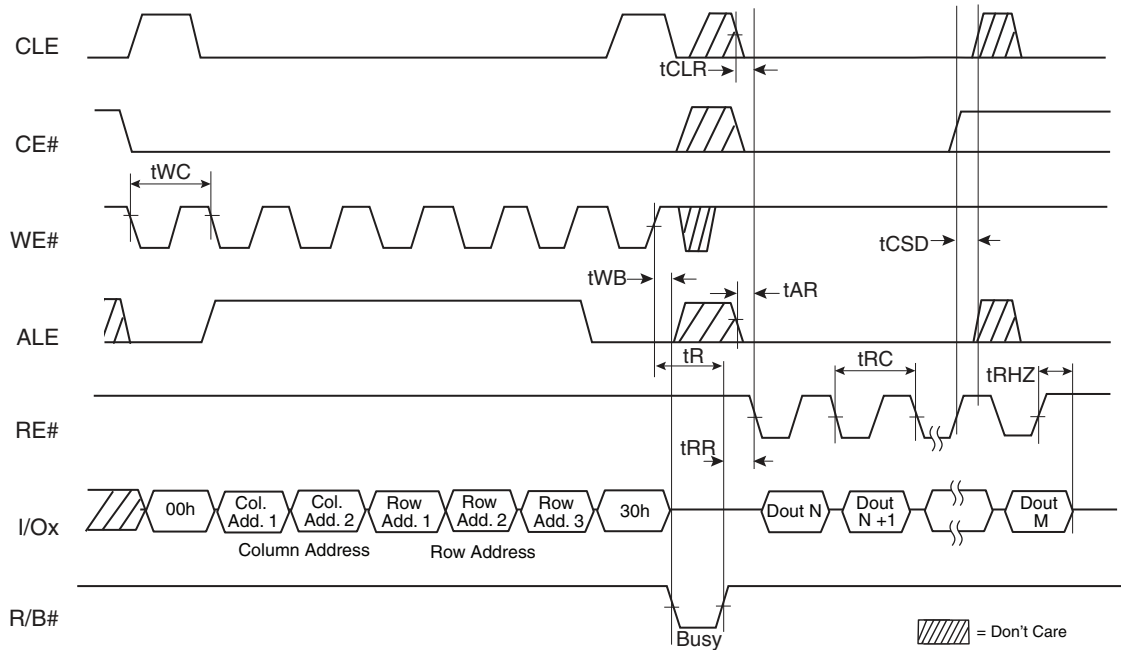 CLE
tCLR
CE#
tWC
WE#
tCSD
tWB
tAR
ALE
tR
tRC
tRHZ
RE#
tRR
I/Ox
00h
Col.
Add. 1
Col.
Add. 2
Row
Add. 1
Row
Add. 2
Row
Add. 3
30h
Dout N
Dout
N +1
Dout
M
Column Address
Row Address
R/B#
Busy
= Don't Care